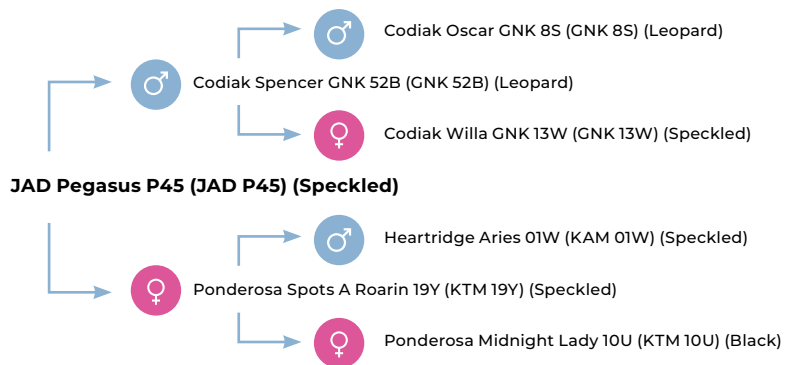 Codiak Oscar GNK 8S (GNK 8S) (Leopard)
Codiak Spencer GNK 52B (GNK 52B) (Leopard)
Codiak Willa GNK 13W (GNK 13W) (Speckled)
JAD Pegasus P45 (JAD P45) (Speckled)
Heartridge Aries 01W (KAM 01W) (Speckled)
Ponderosa Spots A Roarin 19Y (KTM 19Y) (Speckled)
Ponderosa Midnight Lady 10U (KTM 10U) (Black)